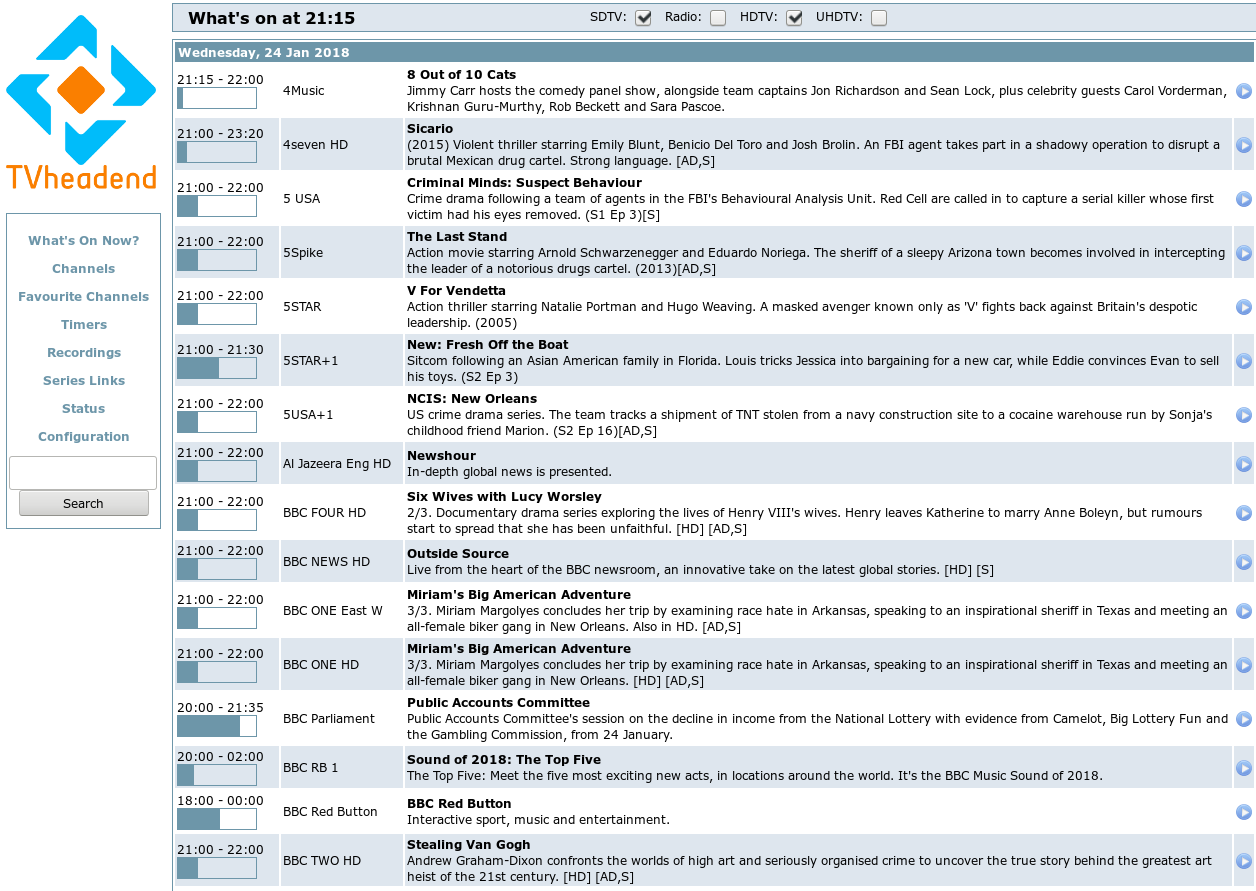 What's on at 21:15
SDTV:
Radio:
HDTV:
UHDTV:
TVheadend
What's On Now?
Channels
Favourite Channels
Timers
Recordings
Series Links
Status
Configuration
Search
Wednesday, 24 Jan 2018
21:15 - 22:00
4Music
8 Out of 10 Cats
Jimmy Carr hosts the comedy panel show, alongside team captains Jon Richardson and Sean Lock, plus celebrity guests Carol Vorderman,
Krishnan Guru-Murthy, Rob Beckett and Sara Pascoe.
21:00 - 23:20
4seven HD
Sicario
(2015) Violent thriller starring Emily Blunt, Benicio Del Toro and Josh Brolin. An FBI agent takes part in a shadowy operation to disrupt a
brutal Mexican drug cartel. Strong language. [AD,S]
21:00 - 22:00
5 USA
Criminal Minds: Suspect Behaviour
Crime drama following a team of agents in the FBI's Behavioural Analysis Unit. Red Cell are called in to capture a serial killer whose first
victim had his eyes removed. (S1 Ep 3)[S]
21:00 - 22:00
5Spike
The Last Stand
Action movie starring Arnold Schwarzenegger and Eduardo Noriega. The sheriff of a sleepy Arizona town becomes involved in intercepting
the leader of a notorious drugs cartel. (2013)[AD,S]
21:00 - 22:00
5STAR
V For Vendetta
Action thriller starring Natalie Portman and Hugo Weaving. A masked avenger known only as 'V' fights back against Britain's despotic
leadership. (2005)
21:00 - 21:30
5STAR+1
New: Fresh Off the Boat
Sitcom following an Asian American family in Florida. Louis tricks Jessica into bargaining for a new car, while Eddie convinces Evan to sell
his toys. (S2 Ep 3)
21:00 - 22:00
5USA+1
NCIS: New Orleans
US crime drama series. The team tracks a shipment of TNT stolen from a navy construction site to a cocaine warehouse run by Sonja's
childhood friend Marion. (S2 Ep 16)[AD,S]
21:00 - 22:00
Al Jazeera Eng HD
Newshour
In-depth global news is presented.
21:00 - 22:00
BBC FOUR HD
Six Wives with Lucy Worsley
2/3. Documentary drama series exploring the lives of Henry VIII's wives. Henry leaves Katherine to marry Anne Boleyn, but rumours
start to spread that she has been unfaithful. [HD] [AD,S]
21:00 - 22:00
BBC NEWS HD
Outside Source
Live from the heart of the BBC newsroom, an innovative take on the latest global stories. [HD] [S]
21:00 - 22:00
BBC ONE East W
Miriam's Big American Adventure
3/3. Miriam Margolyes concludes her trip by examining race hate in Arkansas, speaking to an inspirational sheriff in Texas and meeting an
all-female biker gang in New Orleans. Also in HD. [AD,S]
21:00 - 22:00
BBC ONE HD
Miriam's Big American Adventure
3/3. Miriam Margolyes concludes her trip by examining race hate in Arkansas, speaking to an inspirational sheriff in Texas and meeting an
all-female biker gang in New Orleans. [HD] [AD,S]
20:00 - 21:35
BBC Parliament
Public Accounts Committee
Public Accounts Committee's session on the decline in income from the National Lottery with evidence from Camelot, Big Lottery Fun and
the Gambling Commission, from 24 January.
20:00 - 02:00
BBC RB 1
Sound of 2018: The Top Five
The Top Five: Meet the five most exciting new acts, in locations around the world. It's the BBC Music Sound of 2018.
18:00 - 00:00
BBC Red Button
BBC Red Button
Interactive sport, music and entertainment.
21:00 - 22:00
BBC TWO HD
Stealing Van Gogh
Andrew Graham-Dixon confronts the worlds of high art and seriously organised crime to uncover the true story behind the greatest art
heist of the 21st century. [HD] [AD,S]